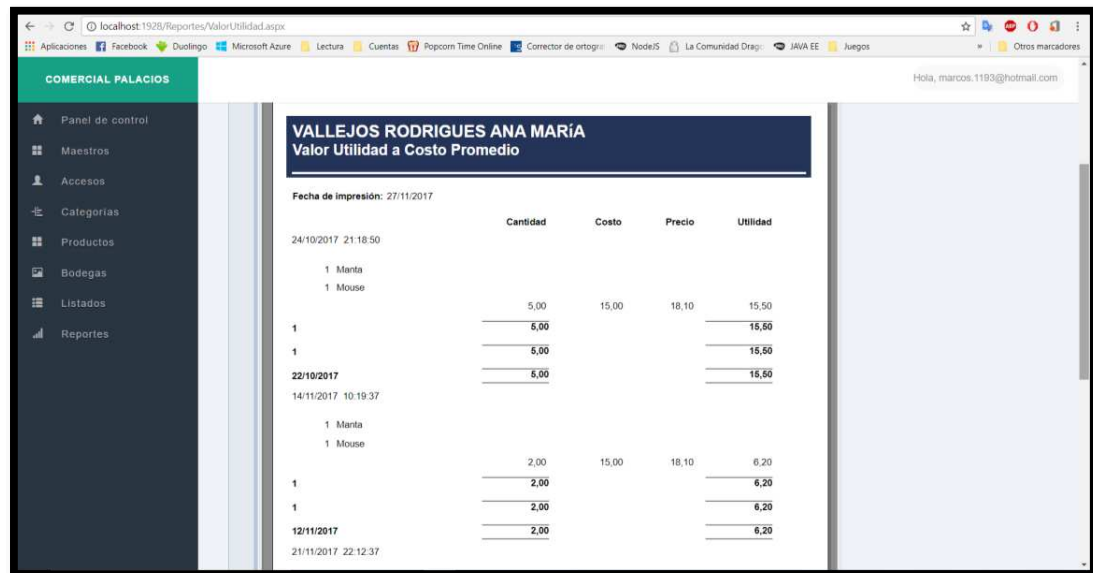 localhost:1928/Reportes/ValorUtilidad.aspx
Aplicaciones Facebook Duolingo Microsoft Azure Lectura Cuentas Popcorn Time Online Corrector de ortogra NodeJS La Comunidad Drag JAVA EE Juegos » Otros marcadores
COMERCIAL PALACIOS
Hola, marcos.1193@hotmail.com
Panel de control
Maestros
Accesos
Categorías
Productos
Bodegas
Listados
Reportes
VALLEJOS RODRIGUES ANA MARíA
Valor Utilidad a Costo Promedio
Fecha de impresión: 27/11/2017
Cantidad Costo Precio Utilidad
24/10/2017 21:18:50
1 Manta
1 Mouse
5,00 15,00 18,10 15,50
1 5,00 15,50
1 5,00 15,50
22/10/2017 5,00 15,50
14/11/2017 10:19:37
1 Manta
1 Mouse
2,00 15,00 18,10 6,20
1 2,00 6,20
1 2,00 6,20
12/11/2017 2,00 6,20
21/11/2017 22:12:37